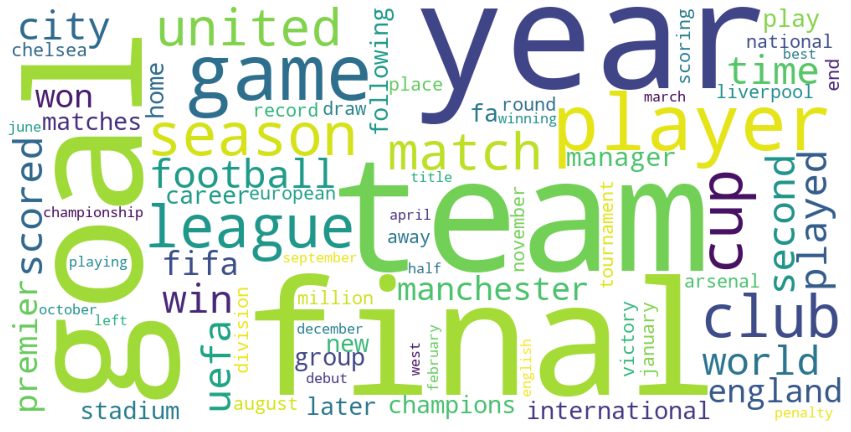 city
chelsea
united
game
year
scoring
play
national
best
time
liverpool
end
won
home
following
place
record
draw
fa
round
winning
march
player
june
matches
goal
season
match
manager
scored
football
career
european
title
team
cup
second
played
championship
league
april
away
november
tournament
playing
fifa
september
half
win
million
manchester
arsenal
final
club
premier
october
left
uefa
division
december
new
group
debut
west
february
english
victory
january
world
england
stadium
august
later
champions
international
penalty